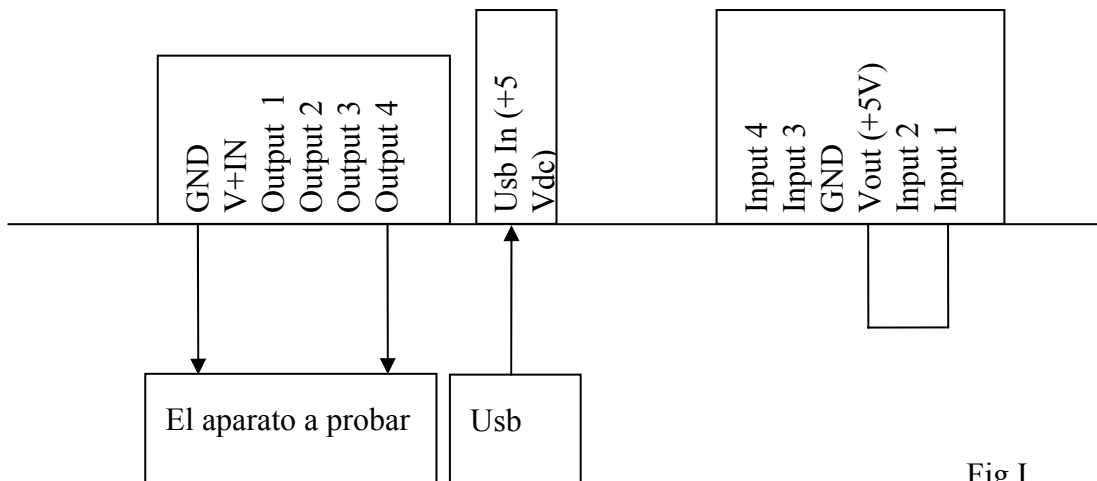 GND
V+IN
Output 1
Output 2
Output 3
Output 4
Usb In (+5
Vdc)
Input 4
Input 3
GND
Vout (+5V)
Input 2
Input 1
El aparato a probar
Usb
Fig I